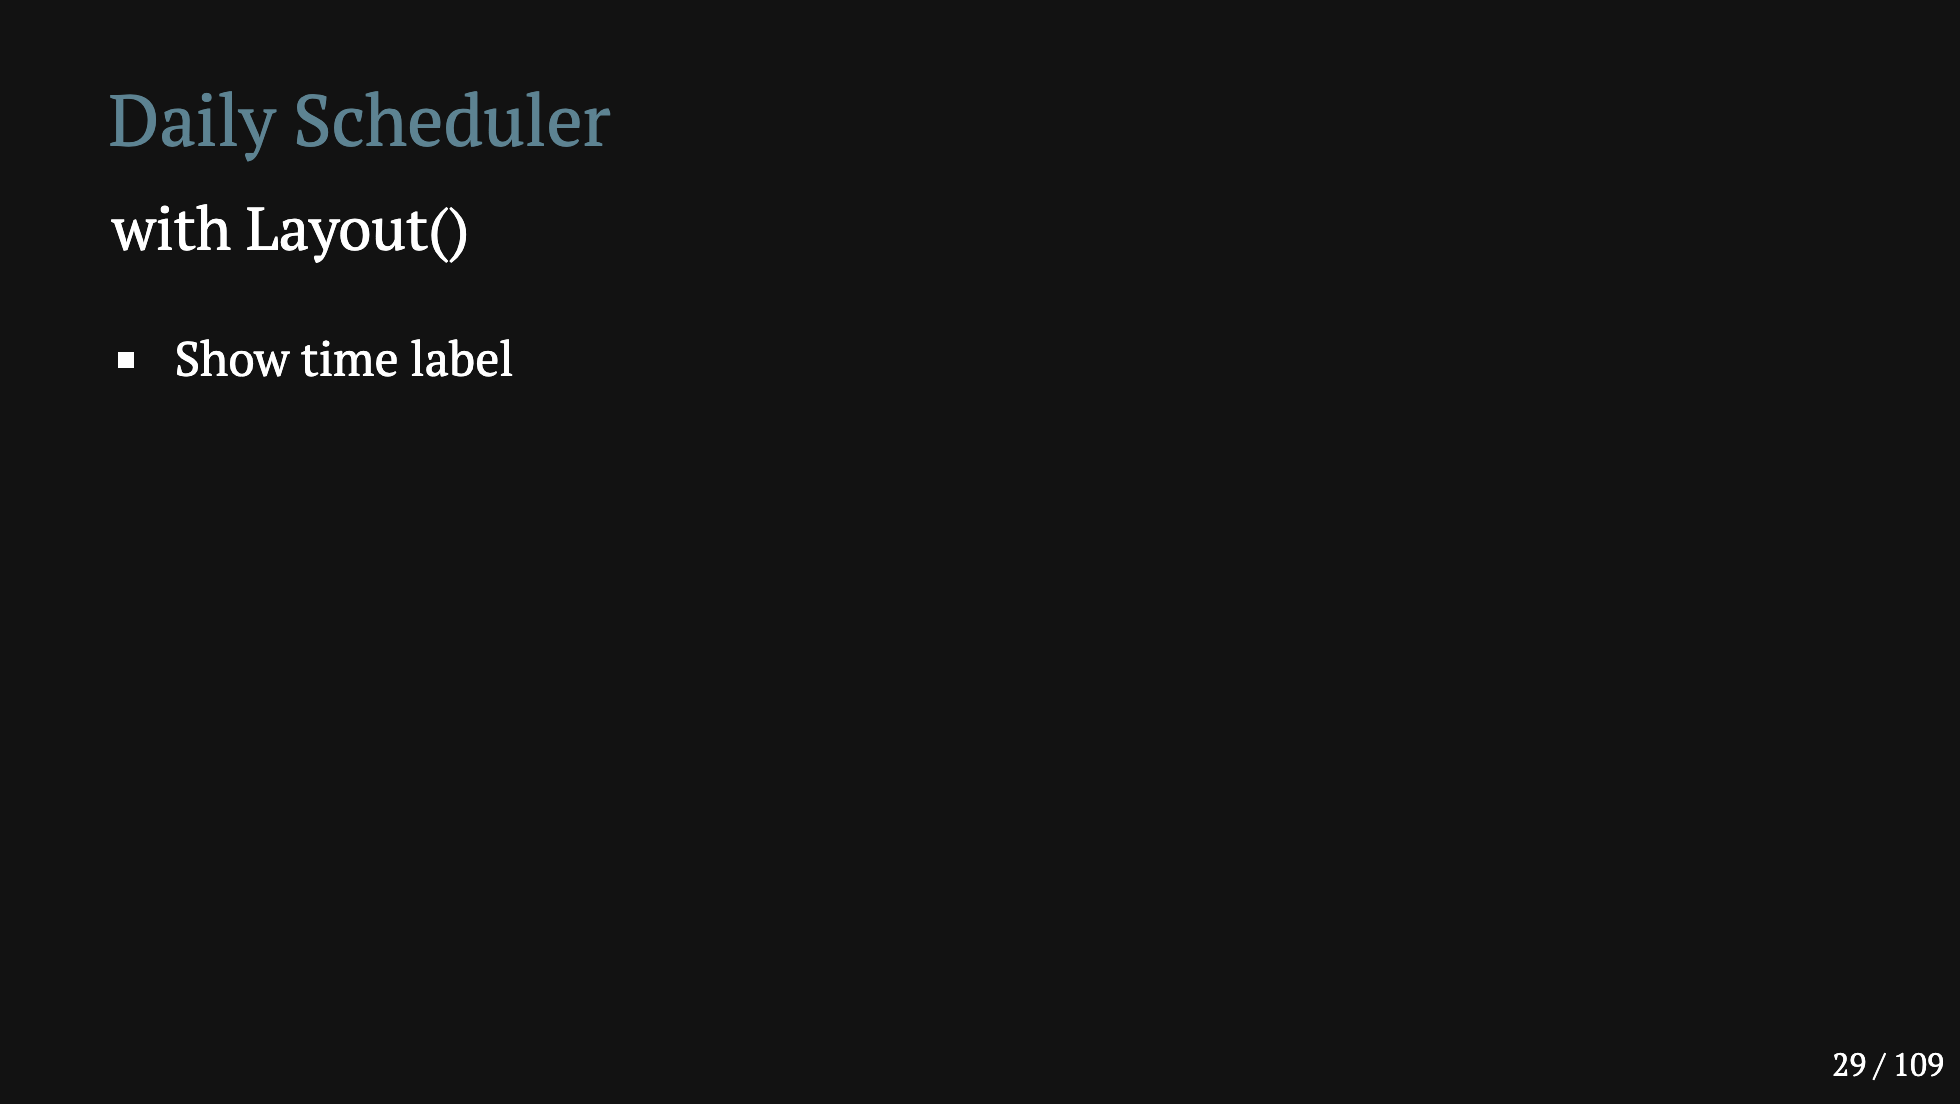 Daily Scheduler
with Layout()
▪ Show time label
29 / 109